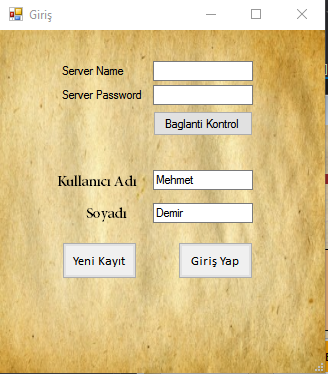 Giriş
Server Name
Server Password
Baglanti Kontrol
Kullanıcı Adı Mehmet
Soyadı Demir
Yeni Kayıt Giriş Yap